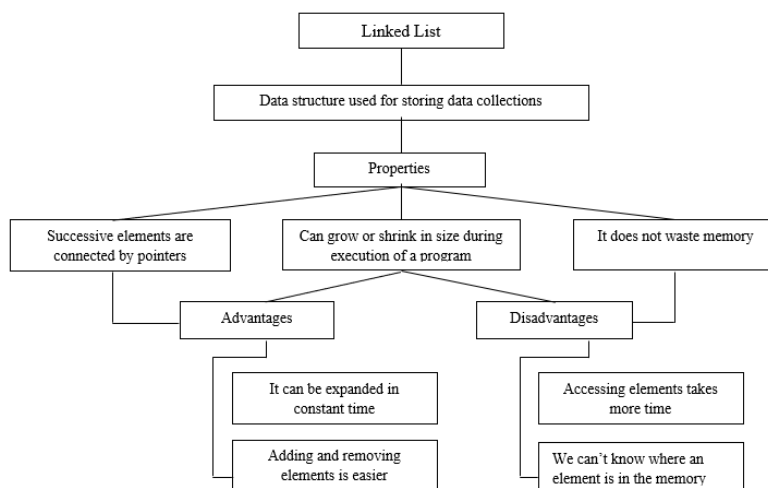 Linked List
Data structure used for storing data collections
Properties
Successive elements are
connected by pointers
Can grow or shrink in size during
execution of a program
It does not waste memory
Advantages
Disadvantages
It can be expanded in
constant time
Adding and removing
elements is easier
Accessing elements takes
more time
We can’t know where an
element is in the memory